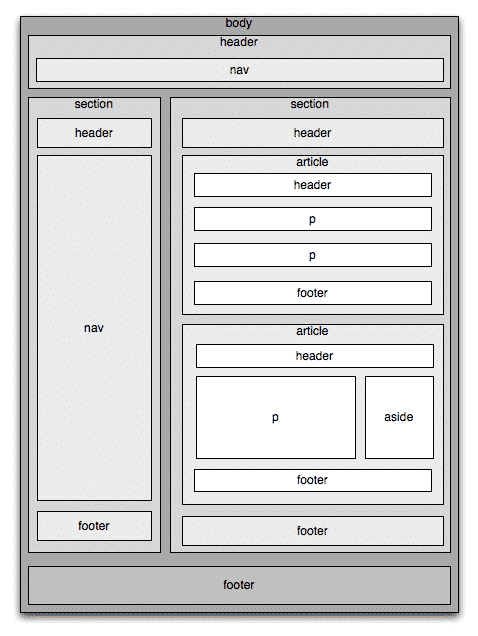 body
header
nav
section
header
nav
footer
section
header
article
header
p
p
footer
article
header
p
aside
footer
footer
footer